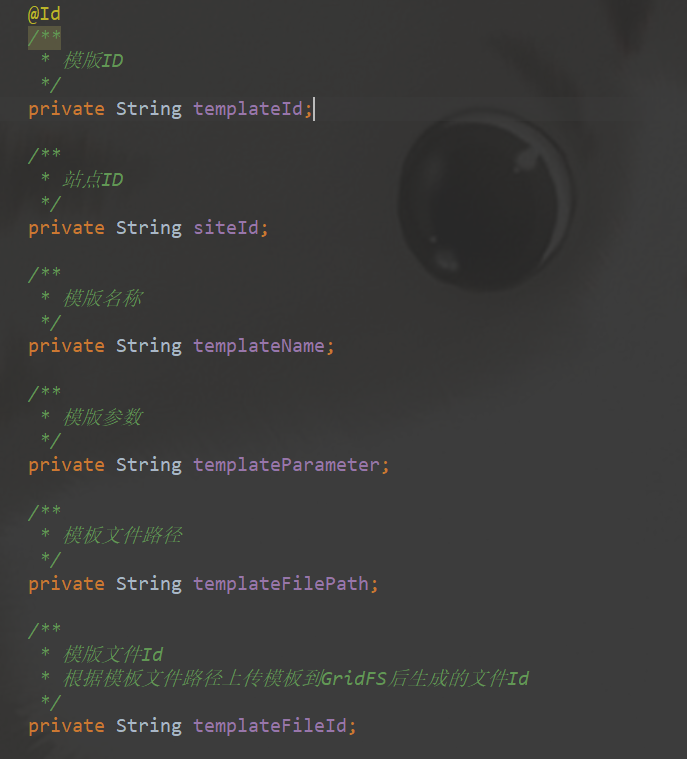 @Id
/**
 * 模版ID
 */
private String templateId;
/**
 * 站点ID
 */
private String siteId;
/**
 * 模版名称
 */
private String templateName;
/**
 * 模版参数
 */
private String templateParameter;
/**
 * 模板文件路径
 */
private String templateFilePath;
/**
 * 模版文件Id
 * 根据模板文件路径上传模板到GridFS后生成的文件Id
 */
private String templateFileId;